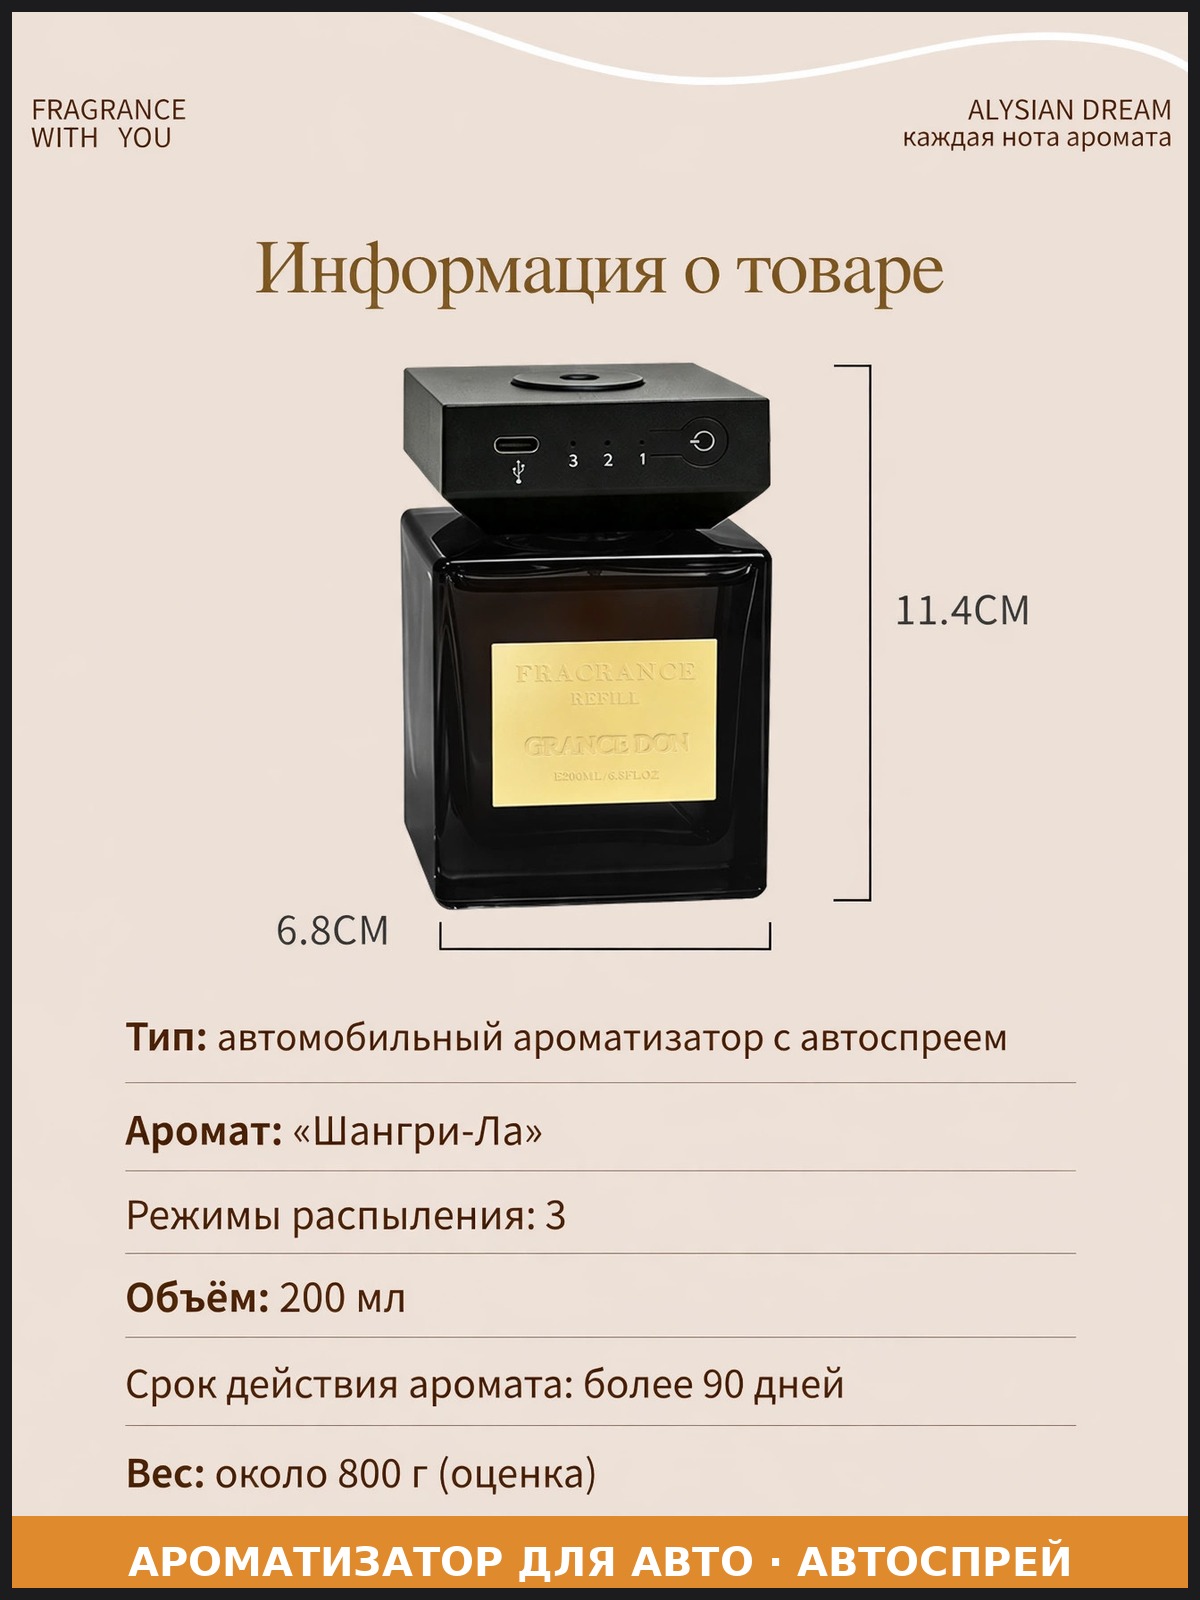 FRAGRANCE
WITH YOU
ALYSIAN DREAM
каждая нота аромата
Информация о товаре
3 2 1
FRAGRANCE
REFILL
GRANCE DON
E200ML/6.8FLOZ
11.4CM
6.8CM
Тип: автомобильный ароматизатор с автоспреем
Аромат: «Шангри-Ла»
Режимы распыления: 3
Объём: 200 мл
Срок действия аромата: более 90 дней
Вес: около 800 г (оценка)
АРОМАТИЗАТОР ДЛЯ АВТО · АВТОСПРЕЙ